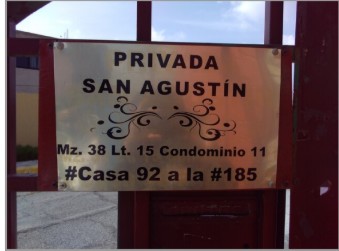 PRIVADA
SAN AGUSTÍN
Mz. 38 Lt. 15 Condominio 11
#Casa 92 a la #185